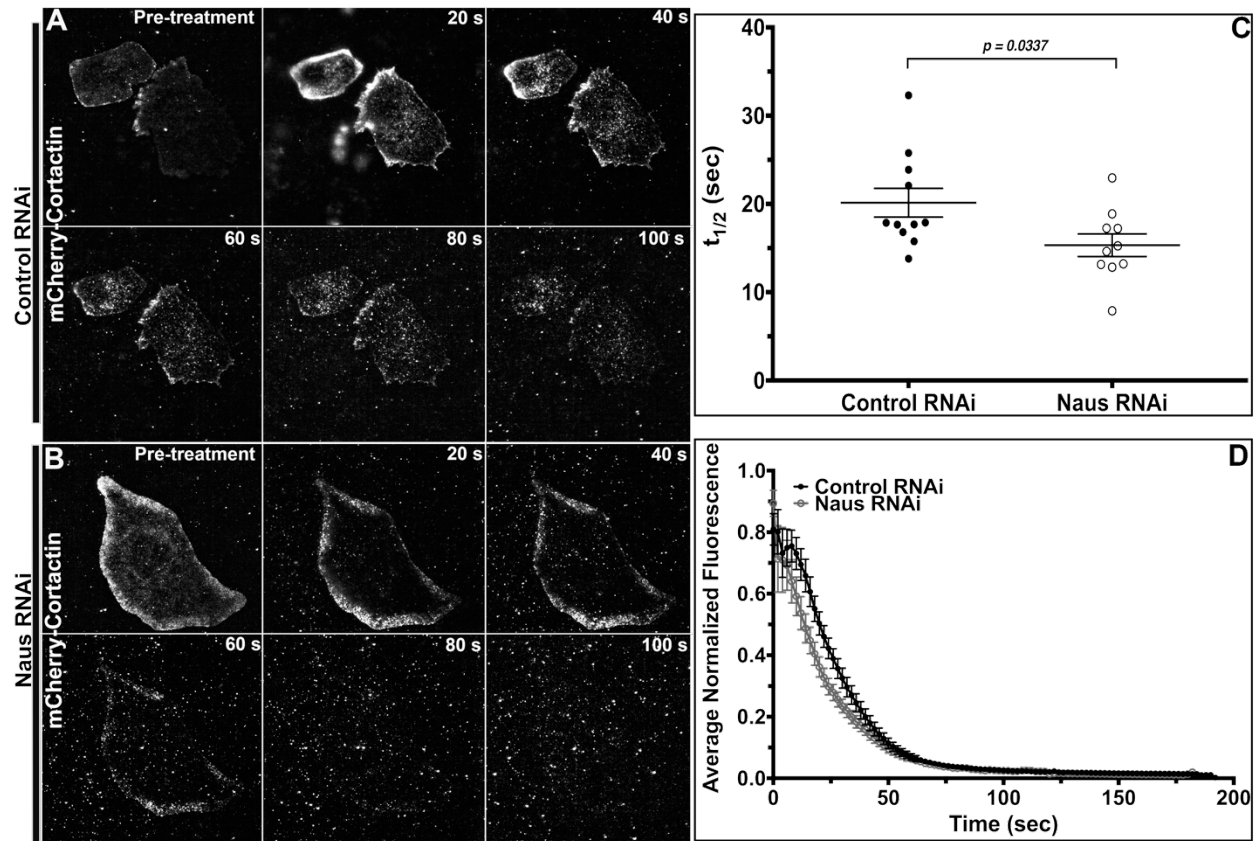 A
Pre-treatment
20 s
40 s
Control RNAi
mCherry-Cortactin
60 s
80 s
100 s
B
Pre-treatment
20 s
40 s
Naus RNAi
mCherry-Cortactin
60 s
80 s
100 s
C
p = 0.0337
t1/2 (sec)
40
30
20
10
0
Control RNAi
Naus RNAi
D
Control RNAi
Naus RNAi
Average Normalized Fluorescence
1.0
0.8
0.6
0.4
0.2
0.0
0
50
100
150
200
Time (sec)